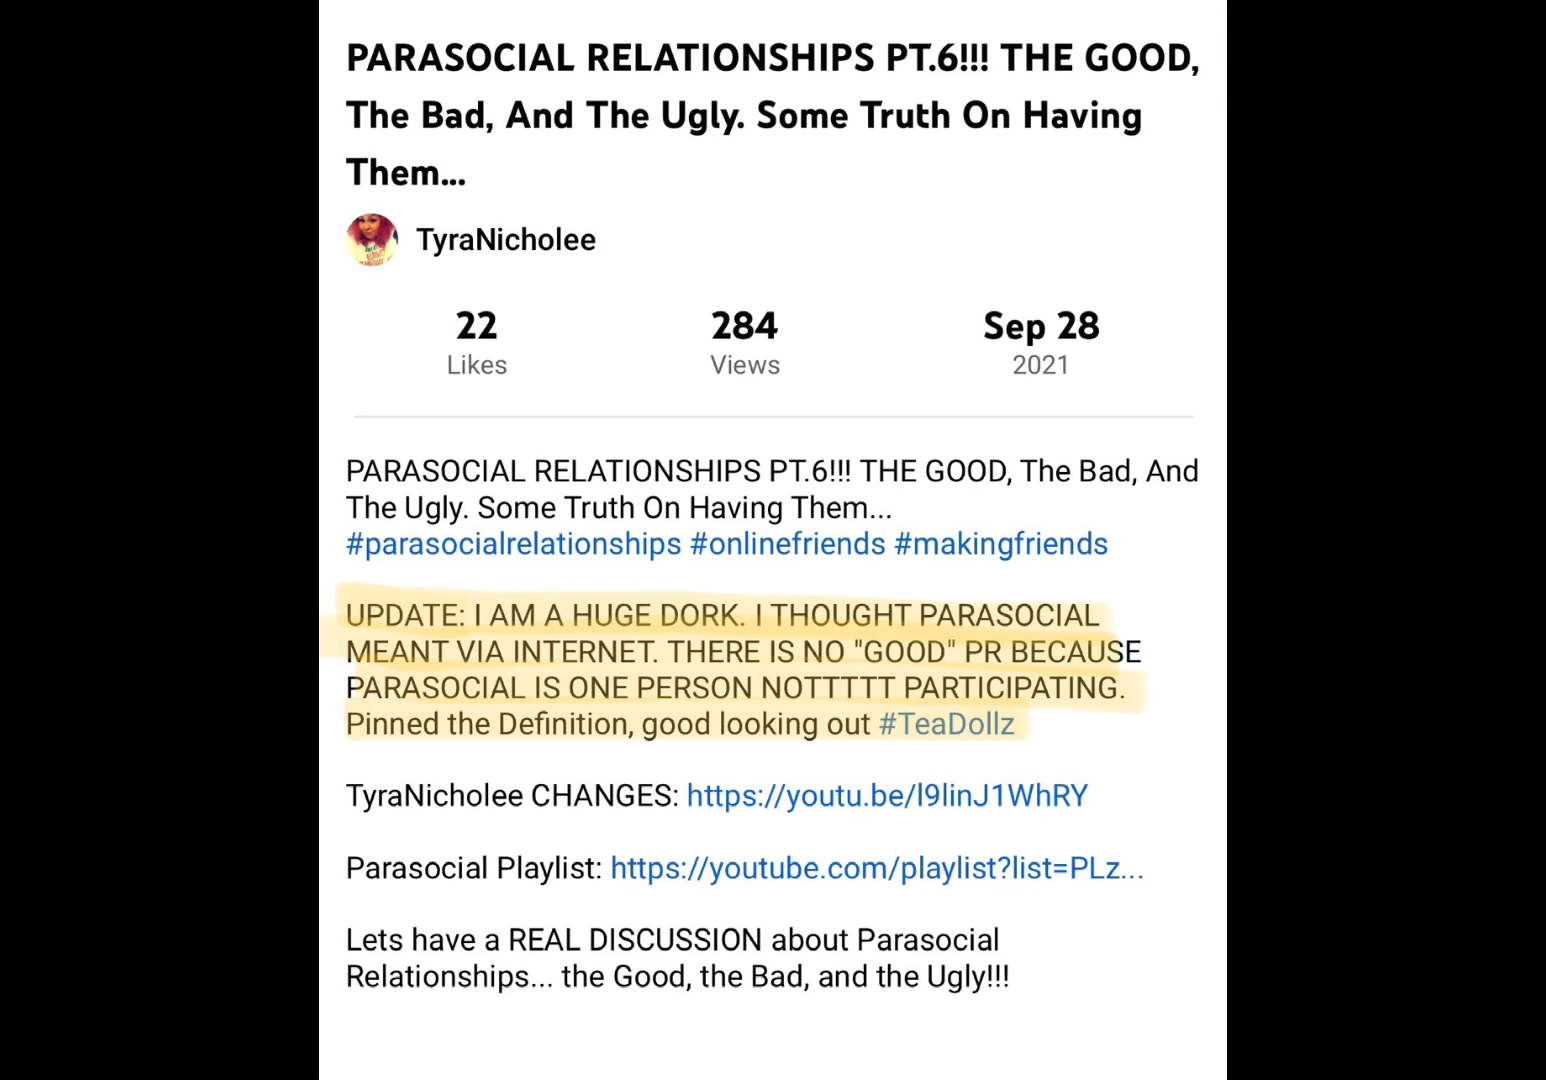 PARASOCIAL RELATIONSHIPS PT.6!!! THE GOOD,
The Bad, And The Ugly. Some Truth On Having
Them...
TyraNicholee
22
Likes
284
Views
Sep 28
2021
PARASOCIAL RELATIONSHIPS PT.6!!! THE GOOD, The Bad, And
The Ugly. Some Truth On Having Them...
#parasocialrelationships #onlinefriends #makingfriends
UPDATE: I AM A HUGE DORK. I THOUGHT PARASOCIAL
MEANT VIA INTERNET. THERE IS NO "GOOD" PR BECAUSE
PARASOCIAL IS ONE PERSON NOTTTTT PARTICIPATING.
Pinned the Definition, good looking out #TeaDollz
TyraNicholee CHANGES: https://youtu.be/l9linJ1WhRY
Parasocial Playlist: https://youtube.com/playlist?list=PLz...
Lets have a REAL DISCUSSION about Parasocial
Relationships... the Good, the Bad, and the Ugly!!!